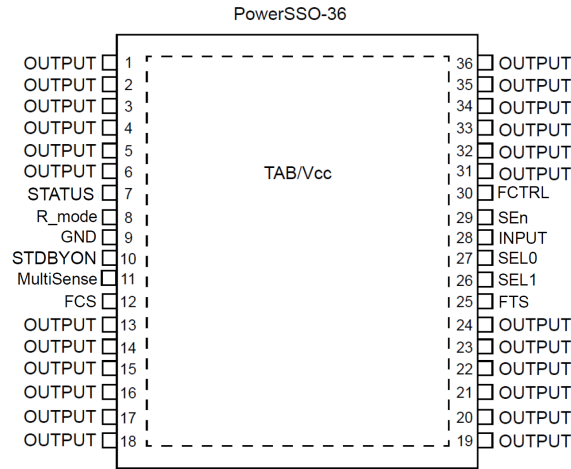 PowerSSO-36
OUTPUT 1 36 OUTPUT
OUTPUT 2 35 OUTPUT
OUTPUT 3 34 OUTPUT
OUTPUT 4 33 OUTPUT
OUTPUT 5 32 OUTPUT
OUTPUT 6 TAB/Vcc 31 OUTPUT
STATUS 7 30 FCTRL
R_mode 8 29 SEn
GND 9 28 INPUT
STDBYON 10 27 SEL0
MultiSense 11 26 SEL1
FCS 12 25 FTS
OUTPUT 13 24 OUTPUT
OUTPUT 14 23 OUTPUT
OUTPUT 15 22 OUTPUT
OUTPUT 16 21 OUTPUT
OUTPUT 17 20 OUTPUT
OUTPUT 18 19 OUTPUT